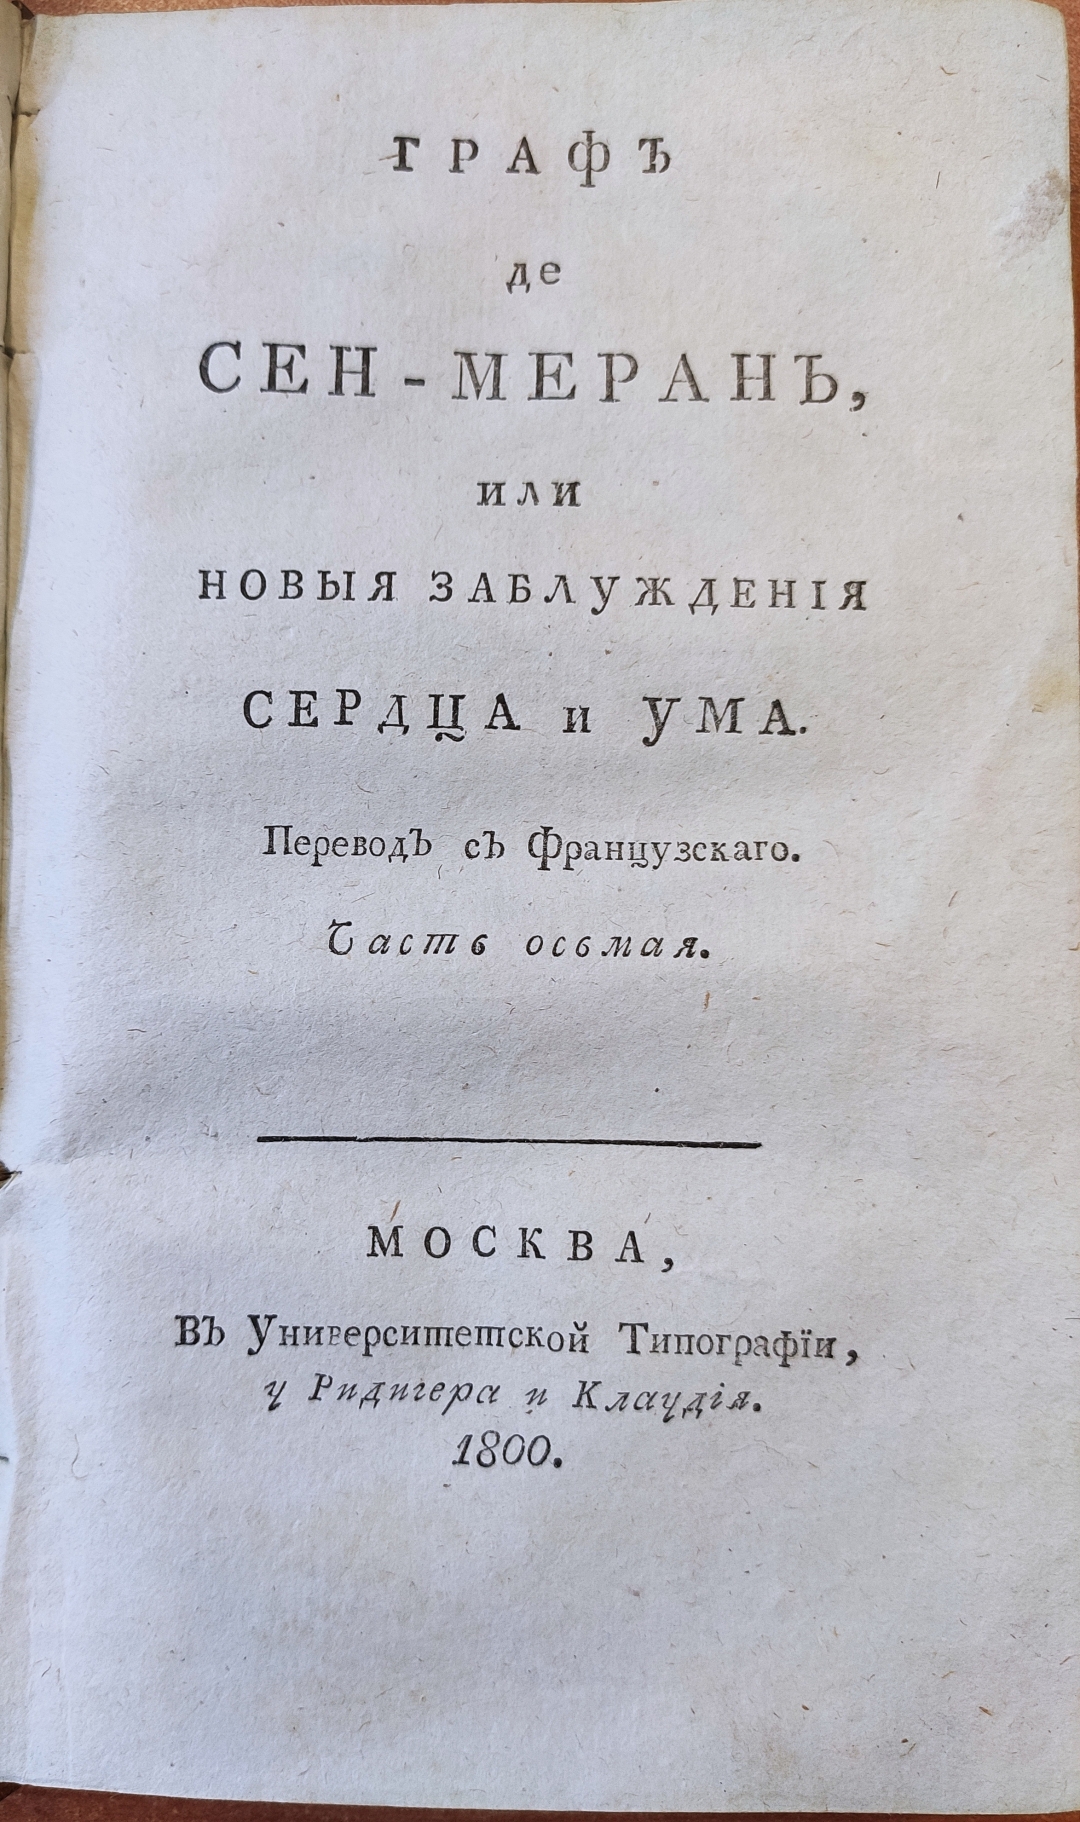 ГРАФЪ
де
СЕН-МЕРАНЪ,
или
НОВЫЯ ЗАБЛУЖДЕНІЯ
СЕРДЦА и УМА.
Переводъ съ Французскаго.
Часть осьмая.
МОСКВА,
Въ Университетской Типографїи,
у Ридигера и Клаудія.
1800.